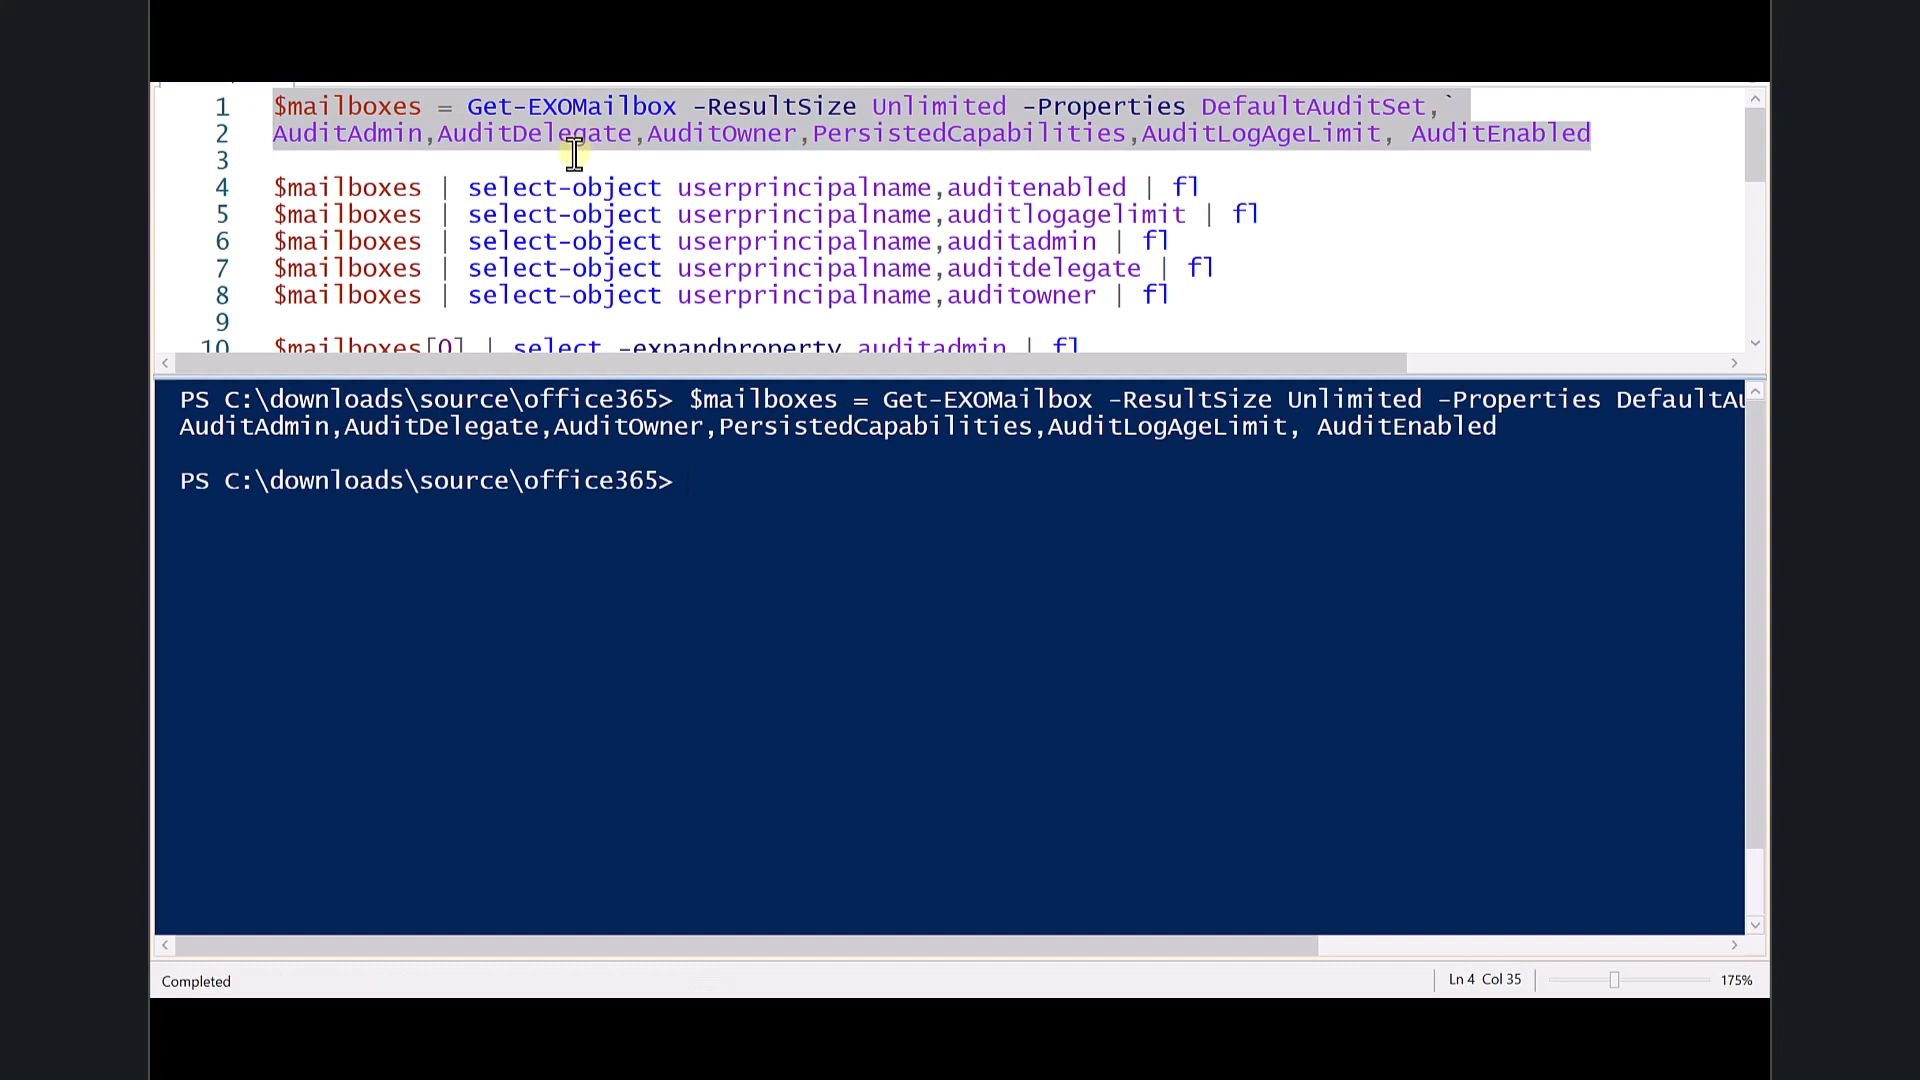 1 $mailboxes = Get-EXOMailbox -ResultSize Unlimited -Properties DefaultAuditSet,`
2 AuditAdmin,AuditDelegate,AuditOwner,PersistedCapabilities,AuditLogAgeLimit, AuditEnabled
3
4 $mailboxes | select-object userprincipalname,auditenabled | fl
5 $mailboxes | select-object userprincipalname,auditlogagelimit | fl
6 $mailboxes | select-object userprincipalname,auditadmin | fl
7 $mailboxes | select-object userprincipalname,auditdelegate | fl
8 $mailboxes | select-object userprincipalname,auditowner | fl
9
10 $mailboxes[0] | select -expandproperty auditadmin | fl
PS C:\downloads\source\office365> $mailboxes = Get-EXOMailbox -ResultSize Unlimited -Properties DefaultAu
AuditAdmin,AuditDelegate,AuditOwner,PersistedCapabilities,AuditLogAgeLimit, AuditEnabled
PS C:\downloads\source\office365>
Completed
Ln 4 Col 35
175%